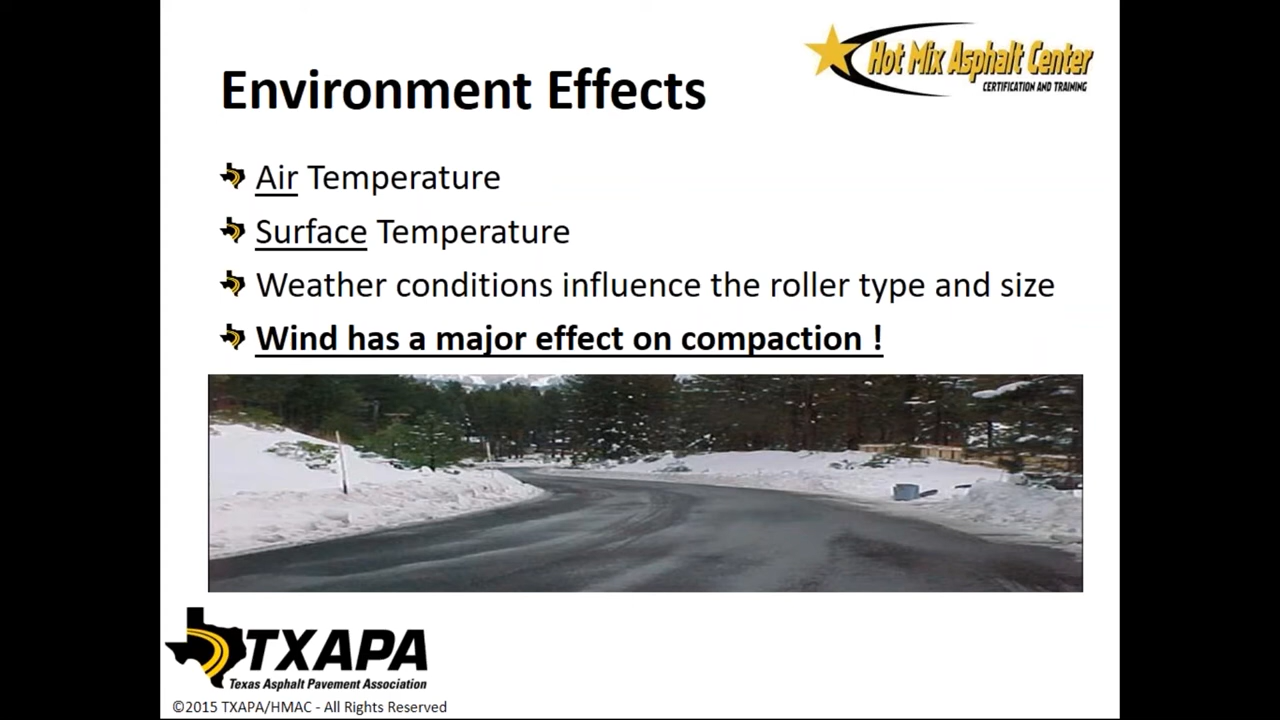 Hot Mix Asphalt Center
CERTIFICATION AND TRAINING
Environment Effects
Air Temperature
Surface Temperature
Weather conditions influence the roller type and size
Wind has a major effect on compaction !
TXAPA
Texas Asphalt Pavement Association
©2015 TXAPA/HMAC - All Rights Reserved